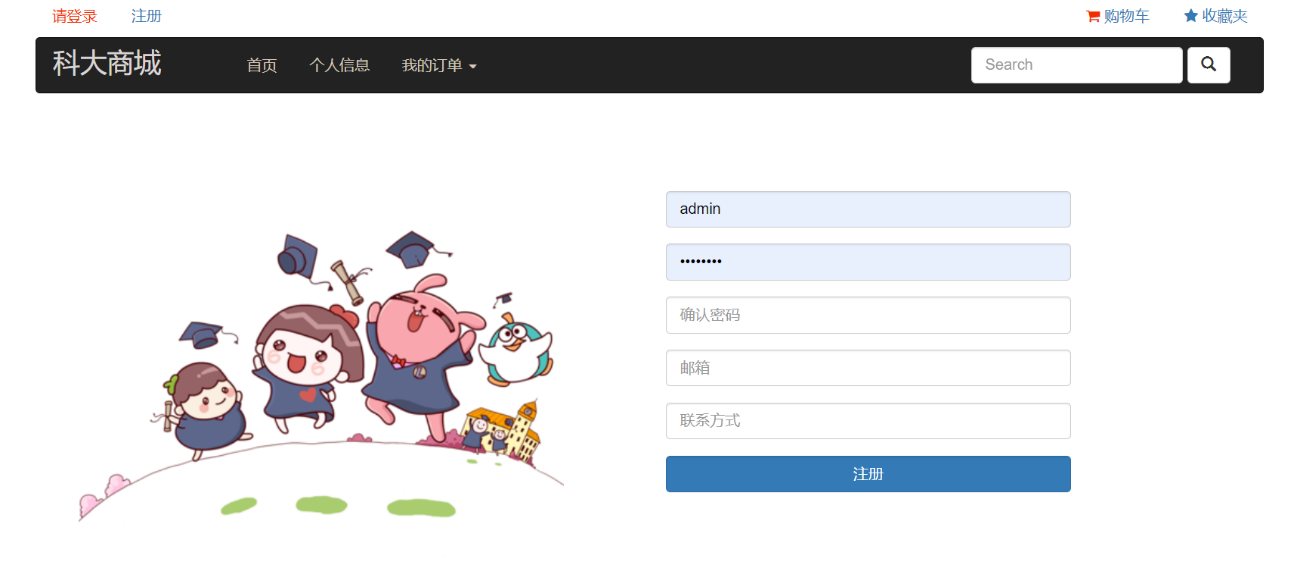 请登录 注册 购物车 收藏夹
科大商城 首页 个人信息 我的订单 Search
admin
••••••••
确认密码
邮箱
联系方式
注册